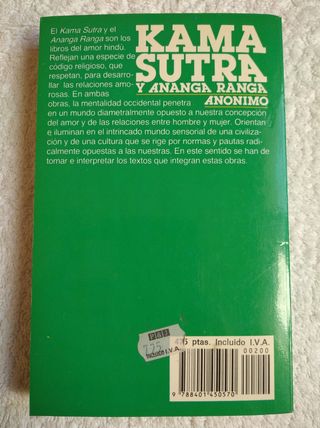 KAMA
SUTRA
Y ANANGA RANGA
ANONIMO
El Kama Sutra y el
Ananga Ranga son los
libros del amor hindú.
Reflejan una especie de
código religioso, que
respetan, para desarro-
llar las relaciones amo-
rosas. En ambas
obras, la mentalidad occidental penetra
en un mundo diametralmente opuesto a nuestra concepción
del amor y de las relaciones entre hombre y mujer. Orientan
e iluminan en el intrincado mundo sensorial de una civiliza-
ción y de una cultura que se rige por normas y pautas radi-
calmente opuestas a las nuestras. En este sentido se han de
tomar e interpretar los textos que integran estas obras.
775
Incluido I.V.A.
ptas. Incluido I.V.A.
00200
9 788401 450570